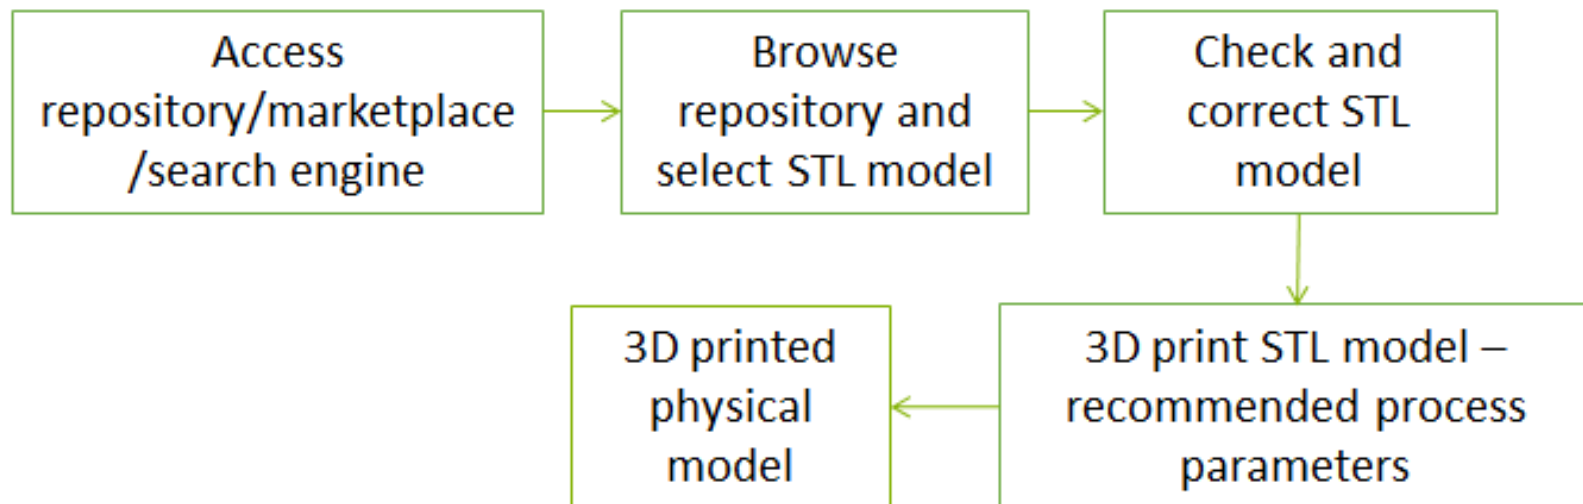 Access
repository/marketplace
/search engine
Browse
repository and
select STL model
Check and
correct STL
model
3D print STL model –
recommended process
parameters
3D printed
physical
model